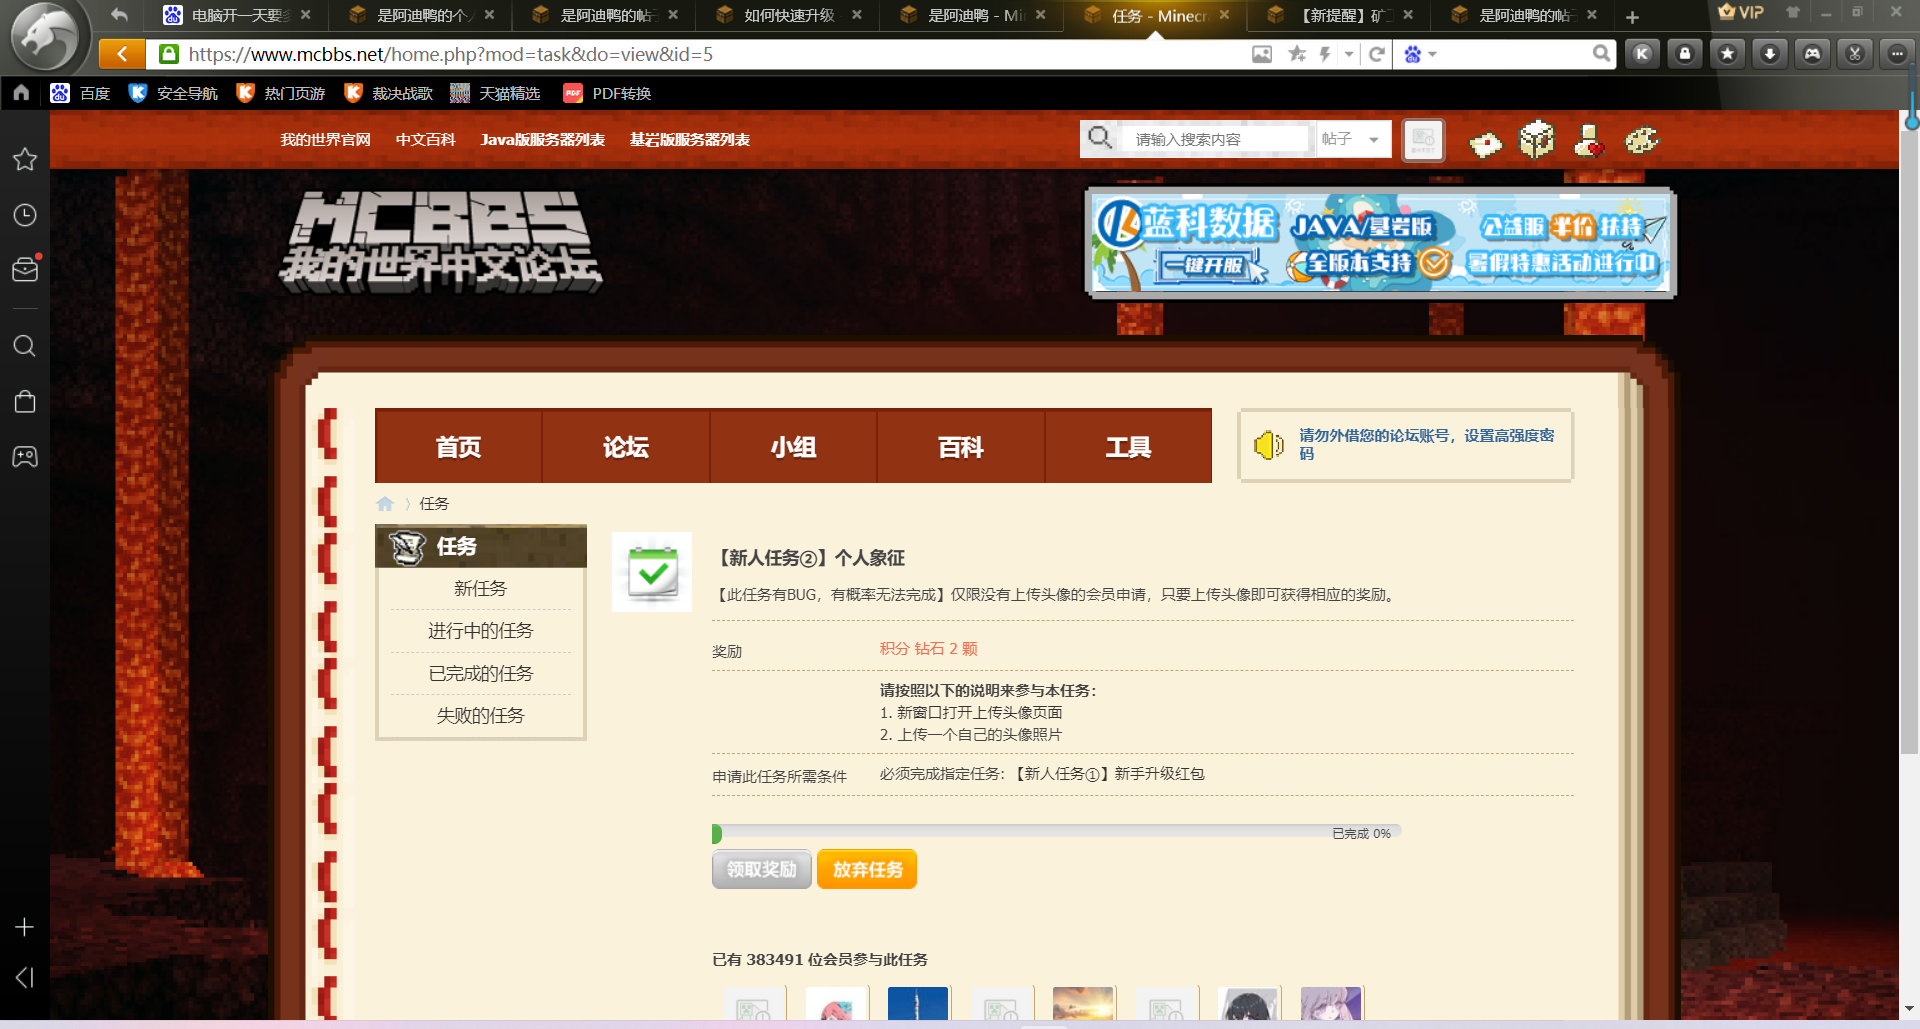 电脑开一天要
是阿迪鸭的个人
是阿迪鸭的帖子
如何快速升级
是阿迪鸭 - Mi
任务 - Minecr
【新提醒】矿工
是阿迪鸭的帖子
VIP
https://www.mcbbs.net/home.php?mod=task&do=view&id=5
百度
安全导航
热门页游
裁决战歌
天猫精选
PDF转换
我的世界官网
中文百科
Java版服务器列表
基岩版服务器列表
请输入搜索内容
帖子
MCBBS
我的世界中文论坛
蓝科数据
一键开服
JAVA/基岩版
全版本支持
公益服 半价 扶持
暑假特惠活动进行中
首页
论坛
小组
百科
工具
请勿外借您的论坛账号，设置高强度密
码
任务
任务
新任务
进行中的任务
已完成的任务
失败的任务
【新人任务②】个人象征
【此任务有BUG，有概率无法完成】仅限没有上传头像的会员申请，只要上传头像即可获得相应的奖励。
奖励
积分 钻石 2 颗
请按照以下的说明来参与本任务：
1. 新窗口打开上传头像页面
2. 上传一个自己的头像照片
申请此任务所需条件
必须完成指定任务：【新人任务①】新手升级红包
已完成 0%
领取奖励
放弃任务
已有 383491 位会员参与此任务